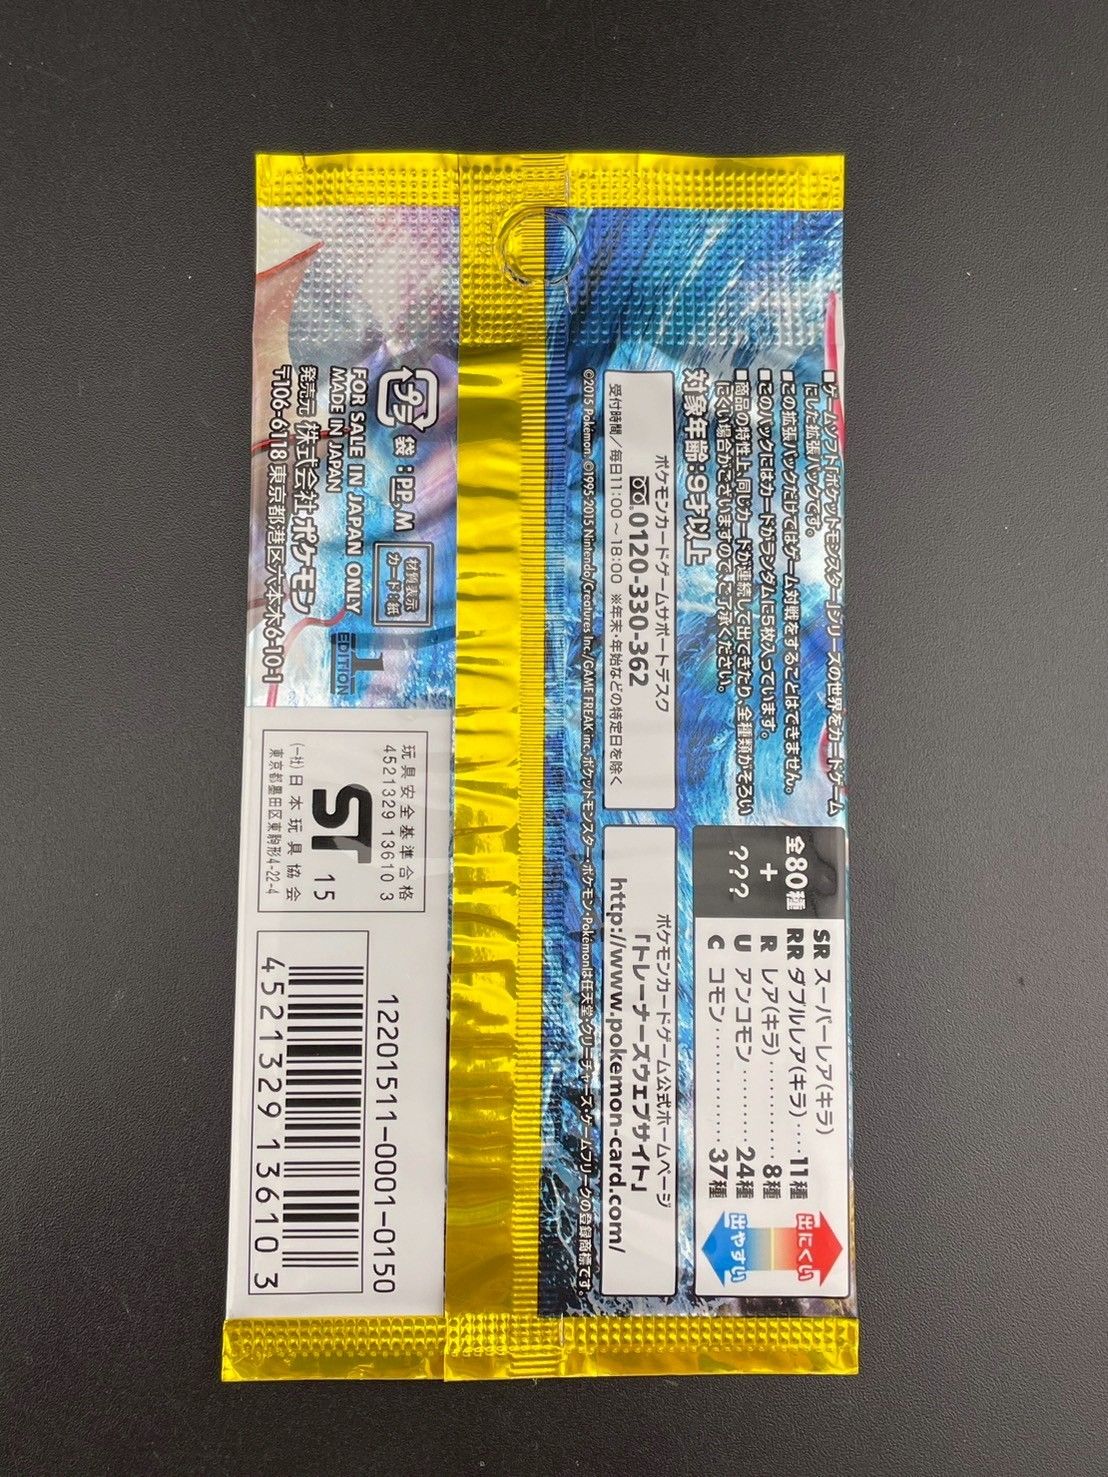 ■ゲームソフト「ポケットモンスター」シリーズの世界をカードゲーム
にした拡張パックです。
■この拡張パックだけではゲーム対戦をすることはできません。
■このパックにはカードがランダムに5枚入っています。
■商品の特性上、同じカードが連続して出てきたり、全種類がそろい
にくい場合がございますので、ご了承ください。
対象年齢:9才以上
ポケモンカードゲームサポートデスク
0120-330-362
受付時間/毎日11:00〜18:00 ※年末・年始などの特定日を除く
©2015 Pokémon. ©1995-2015 Nintendo/Creatures Inc./GAME FREAK inc. ポケットモンスター・ポケモン・Pokémonは任天堂・クリーチャーズ・ゲームフリークの登録商標です。
全80種
+
???
SR スーパーレア(キラ)
RR ダブルレア(キラ)‥‥11種
R レア(キラ)‥‥‥‥‥8種
U アンコモン‥‥‥‥24種
C コモン‥‥‥‥‥‥37種
出にくい
出やすい
ポケモンカードゲーム公式ホームページ
「トレーナーズウェブサイト」
http://www.pokemon-card.com/
プラ
袋:PP,M
材質表示
カード:紙
FOR SALE IN JAPAN ONLY
MADE IN JAPAN
発売元 株式会社ポケモン
〒106-6118 東京都港区六本木6-10-1
1
EDITION
玩具安全基準合格
4521329 13610 3
ST 15
(一社)日本玩具協会
東京都墨田区東駒形4-22-4
12201511-0001-0150
4 521329 136103